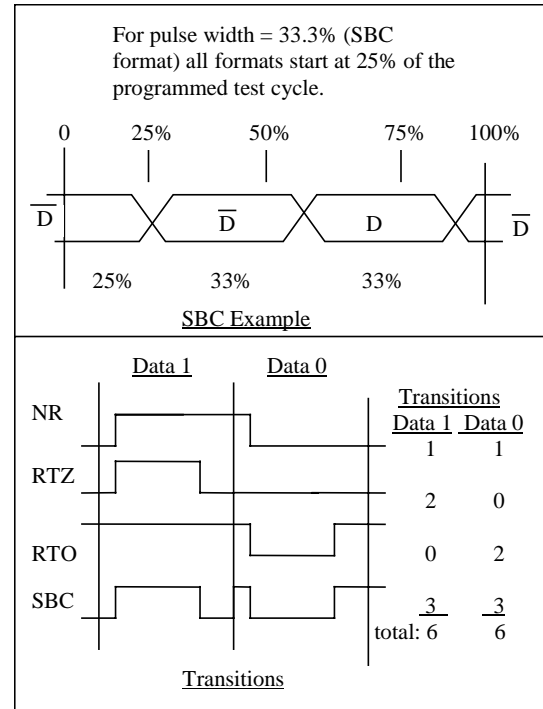 For pulse width = 33.3% (SBC
format) all formats start at 25% of the
programmed test cycle.
0 25% 50% 75% 100%
D̅ D̅ D D̅
25% 33% 33%
SBC Example
Data 1 Data 0
Transitions
Data 1 Data 0
NR 1 1
RTZ 2 0
RTO 0 2
SBC 3 3
total: 6 6
Transitions